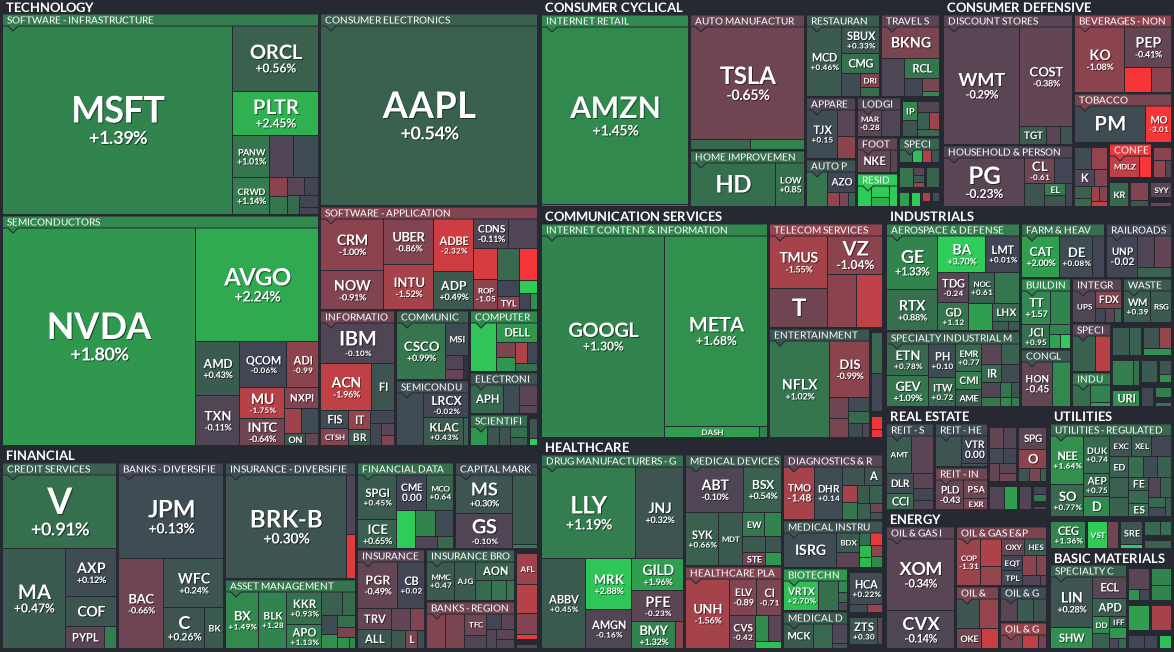 TECHNOLOGY
SOFTWARE - INFRASTRUCTURE
MSFT
+1.39%
ORCL
+0.56%
PLTR
+2.45%
PANW
+1.01%
CRWD
+1.14%
CONSUMER ELECTRONICS
AAPL
+0.54%
SEMICONDUCTORS
NVDA
+1.80%
AVGO
+2.24%
AMD
+0.43%
QCOM
-0.06%
ADI
-0.99
TXN
-0.11%
MU
-1.75%
NXPI
INTC
-0.64%
ON
SOFTWARE - APPLICATION
CRM
-1.00%
UBER
-0.86%
ADBE
-2.32%
CDNS
-0.11%
NOW
-0.91%
INTU
-1.52%
ADP
+0.49%
ROP
-1.05
TYL
INFORMATIO
IBM
-0.10%
ACN
-1.96%
FI
FIS
IT
CTSH
BR
COMMUNIC
CSCO
+0.99%
MSI
COMPUTER
DELL
SEMICONDU
LRCX
-0.02%
KLAC
+0.43%
ELECTRONI
APH
SCIENTIFI
CONSUMER CYCLICAL
INTERNET RETAIL
AMZN
+1.45%
AUTO MANUFACTUR
TSLA
-0.65%
HOME IMPROVEMEN
HD
LOW
+0.85
RESTAURAN
MCD
+0.46%
SBUX
+0.33%
CMG
DRI
TRAVEL S
BKNG
RCL
APPARE
TJX
+0.15
LODGI
MAR
-0.28
IP
FOOT
NKE
SPECI
AUTO P
AZO
RESID
CONSUMER DEFENSIVE
DISCOUNT STORES
WMT
-0.29%
COST
-0.38%
TGT
BEVERAGES - NON
KO
-1.08%
PEP
-0.41%
TOBACCO
PM
MO
-3.01
HOUSEHOLD & PERSON
PG
-0.23%
CL
-0.61
EL
K
CONFE
MDLZ
KR
SYY
COMMUNICATION SERVICES
INTERNET CONTENT & INFORMATION
GOOGL
+1.30%
META
+1.68%
DASH
TELECOM SERVICES
TMUS
-1.55%
VZ
-1.04%
T
ENTERTAINMENT
NFLX
+1.02%
DIS
-0.99%
INDUSTRIALS
AEROSPACE & DEFENSE
GE
+1.33%
BA
+3.70%
LMT
+0.01%
RTX
+0.88%
TDG
-0.24
NOC
+0.61
GD
+1.12
LHX
FARM & HEAV
CAT
+2.00%
DE
+0.08%
RAILROADS
UNP
-0.02
BUILDIN
TT
+1.57
JCI
+0.95
INTEGR
UPS
FDX
WASTE
WM
+0.39
RSG
SPECIALTY INDUSTRIAL M
ETN
+0.78%
PH
+0.10
EMR
+0.77
IR
GEV
+1.09%
ITW
+0.72
CMI
AME
SPECI
CONGL
HON
-0.45
INDU
URI
FINANCIAL
CREDIT SERVICES
V
+0.91%
MA
+0.47%
AXP
+0.12%
COF
PYPL
BANKS - DIVERSIFIE
JPM
+0.13%
BAC
-0.66%
WFC
+0.24%
C
+0.26%
BK
INSURANCE - DIVERSIFIE
BRK-B
+0.30%
ASSET MANAGEMENT
BX
+1.49%
BLK
+1.28
KKR
+0.93%
APO
+1.13%
FINANCIAL DATA
SPGI
+0.45%
CME
0.00
MCO
+0.64
ICE
+0.65%
CAPITAL MARK
MS
+0.30%
GS
-0.10%
INSURANCE
PGR
-0.49%
CB
+0.02
TRV
ALL
L
INSURANCE BRO
MMC
+0.47
AJG
AON
AFL
BANKS - REGION
TFC
HEALTHCARE
DRUG MANUFACTURERS - G
LLY
+1.19%
JNJ
+0.32%
ABBV
+0.45%
MRK
+2.88%
GILD
+1.96%
AMGN
-0.16%
PFE
-0.23%
BMY
+1.32%
MEDICAL DEVICES
ABT
-0.10%
BSX
+0.54%
SYK
+0.66%
MDT
EW
STE
HEALTHCARE PLA
UNH
-1.56%
ELV
-0.89
CI
-0.71
CVS
-0.42
DIAGNOSTICS & R
TMO
-1.48
DHR
+0.14
A
MEDICAL INSTRU
ISRG
BDX
BIOTECHN
VRTX
+2.70%
HCA
+0.22%
MEDICAL D
MCK
ZTS
+0.30
REAL ESTATE
REIT - S
AMT
DLR
CCI
REIT - HE
VTR
0.00
REIT - IN
PLD
-0.43
PSA
EXR
SPG
O
UTILITIES
UTILITIES - REGULATED
NEE
+1.64%
DUK
+0.74
EXC
XEL
ED
SO
+0.77%
AEP
+0.75
FE
D
ES
CEG
+1.36%
VST
SRE
ENERGY
OIL & GAS I
XOM
-0.34%
CVX
-0.14%
OIL & GAS E&P
COP
-1.31
OXY
HES
EQT
TPL
OIL &
OKE
OIL & G
OIL & G
BASIC MATERIALS
SPECIALTY C
LIN
+0.28%
ECL
APD
DD
IFF
SHW